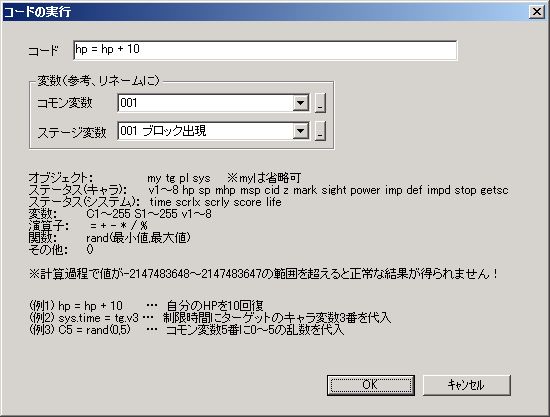 コードの実行
コード hp = hp + 10
変数(参考、リネームに)
コモン変数 001 _
ステージ変数 001 ブロック出現 _
オブジェクト: my tg pl sys ※myは省略可
ステータス(キャラ): v1~8 hp sp mhp msp cid z mark sight power imp def impd stop getsc
ステータス(システム): time scrlx scrly score life
変数: C1~255 S1~255 v1~8
演算子: = + - * / %
関数: rand(最小値,最大値)
その他: ()
※計算過程で値が-2147483648~2147483647の範囲を超えると正常な結果が得られません!
(例1) hp = hp + 10 … 自分のHPを10回復
(例2) sys.time = tg.v3 … 制限時間にターゲットのキャラ変数3番を代入
(例3) C5 = rand(0,5) … コモン変数5番に0~5の乱数を代入
OK キャンセル